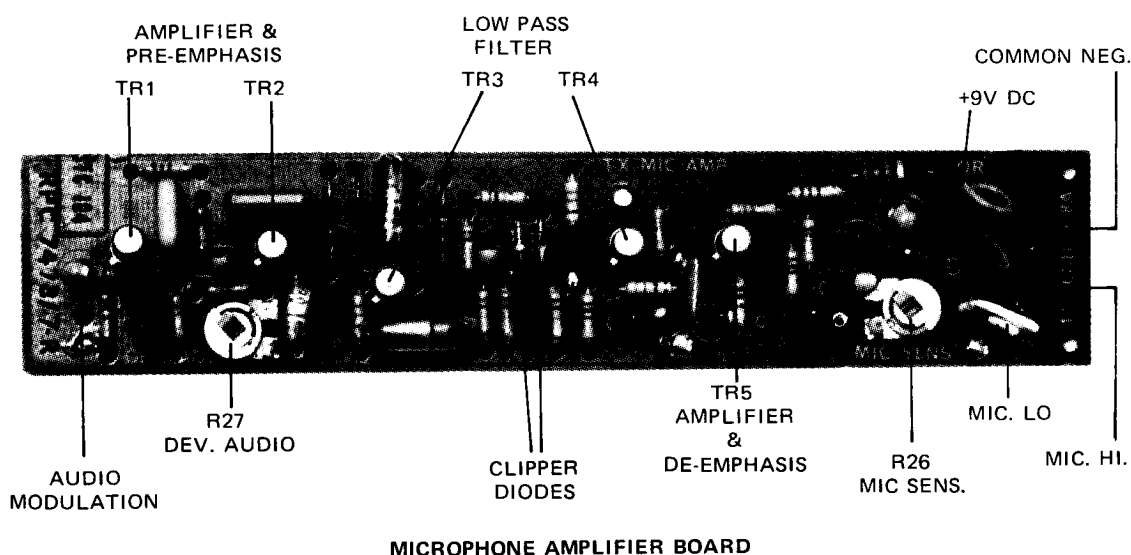 AMPLIFIER &
PRE-EMPHASIS
TR1
TR2
LOW PASS
FILTER
TR3
TR4
COMMON NEG.
+9V DC
TX MIC AMP
MIC SENS
R27
DEV. AUDIO
AUDIO
MODULATION
CLIPPER
DIODES
TR5
AMPLIFIER
&
DE-EMPHASIS
R26
MIC SENS.
MIC. LO
MIC. HI.
MICROPHONE AMPLIFIER BOARD